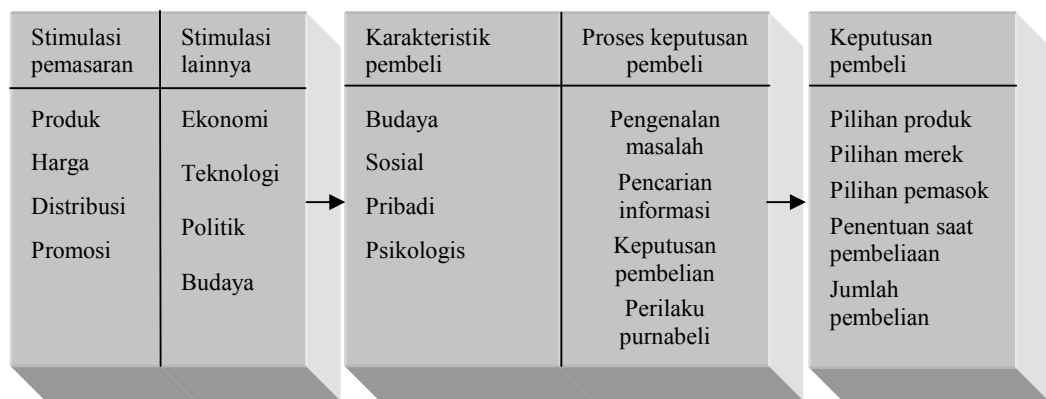 Stimulasi
pemasaran
Stimulasi
lainnya
Produk
Harga
Distribusi
Promosi
Ekonomi
Teknologi
Politik
Budaya
Karakteristik
pembeli
Proses keputusan
pembeli
Budaya
Sosial
Pribadi
Psikologis
Pengenalan
masalah
Pencarian
informasi
Keputusan
pembelian
Perilaku
purnabeli
Keputusan
pembeli
Pilihan produk
Pilihan merek
Pilihan pemasok
Penentuan saat
pembeliaan
Jumlah
pembelian